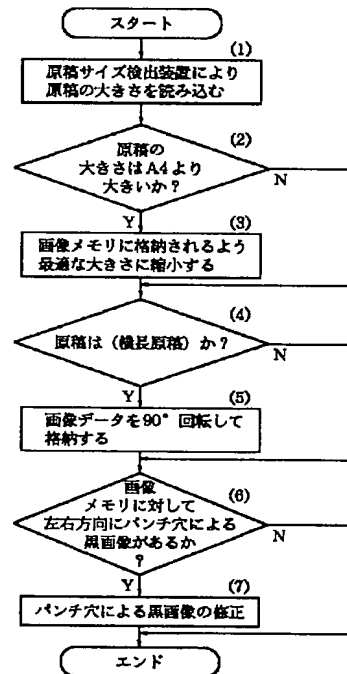 スタート
(1)
原稿サイズ検出装置により
原稿の大きさを読み込む
(2)
原稿の
大きさはA4より
大きいか？
N
Y
(3)
画像メモリに格納されるよう
最適な大きさに縮小する
(4)
原稿は（横長原稿）か？
N
Y
(5)
画像データを90°回転して
格納する
画像
(6)
メモリに対して
左右方向にパンチ穴による
黒画像があるか
？
N
Y
(7)
パンチ穴による黒画像の修正
エンド